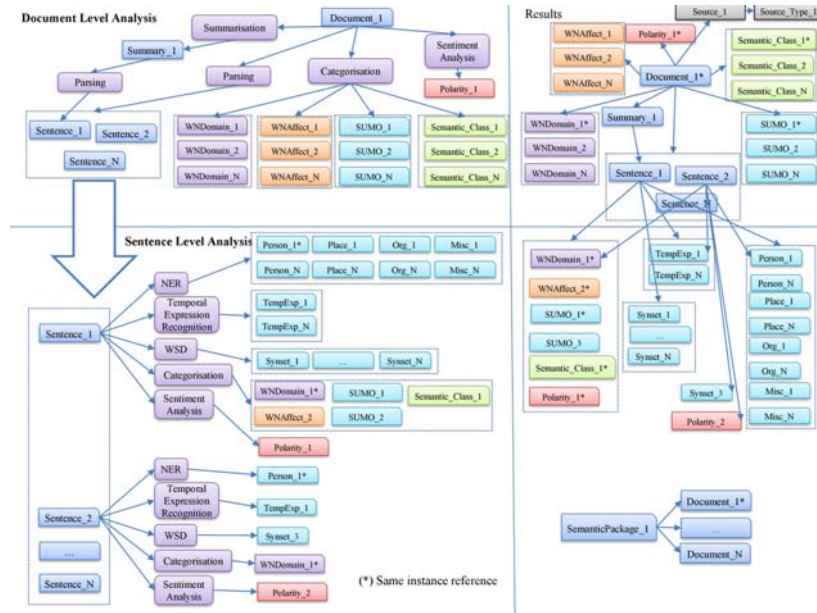 Document Level Analysis
Document_1
Summarisation
Summary_1
Parsing
Parsing
Categorisation
Sentiment
Analysis
Polarity_1
Sentence_1
Sentence_2
Sentence_N
WNDomain_1
WNDomain_2
WNDomain_N
WNAffect_1
WNAffect_2
WNAffect_N
SUMO_1
SUMO_2
SUMO_N
Semantic_Class_1
Semantic_Class_2
Semantic_Class_N
Results
Source_1
Source_Type_1
WNAffect_1
WNAffect_2
WNAffect_N
Polarity_1*
Semantic_Class_1*
Semantic_Class_2
Semantic_Class_N
Document_1*
WNDomain_1*
WNDomain_2
WNDomain_N
Summary_1
SUMO_1*
SUMO_2
SUMO_N
Sentence_1
Sentence_2
Sentence_N
WNDomain_1*
WNAffect_2*
SUMO_1*
SUMO_3
Semantic_Class_1*
Polarity_1*
TempExp_1
TempExp_N
Synset_1
...
Synset_N
Synset_3
Polarity_2
Person_1
Person_N
Place_1
Place_N
Org_1
Org_N
Misc_1
Misc_N
SemanticPackage_1
Document_1*
...
Document_N
Sentence Level Analysis
Sentence_1
NER
Person_1*
Place_1
Org_1
Misc_1
Person_N
Place_N
Org_N
Misc_N
Temporal
Expression
Recognition
TempExp_1
TempExp_N
WSD
Synset_1
...
Synset_N
Categorisation
WNDomain_1*
SUMO_1
Semantic_Class_1
WNAffect_2
SUMO_2
Sentiment
Analysis
Polarity_1
Sentence_2
...
Sentence_N
NER
Person_1*
Temporal
Expression
Recognition
TempExp_1
WSD
Synset_3
Categorisation
WNDomain_1*
Sentiment
Analysis
Polarity_2
(*) Same instance reference